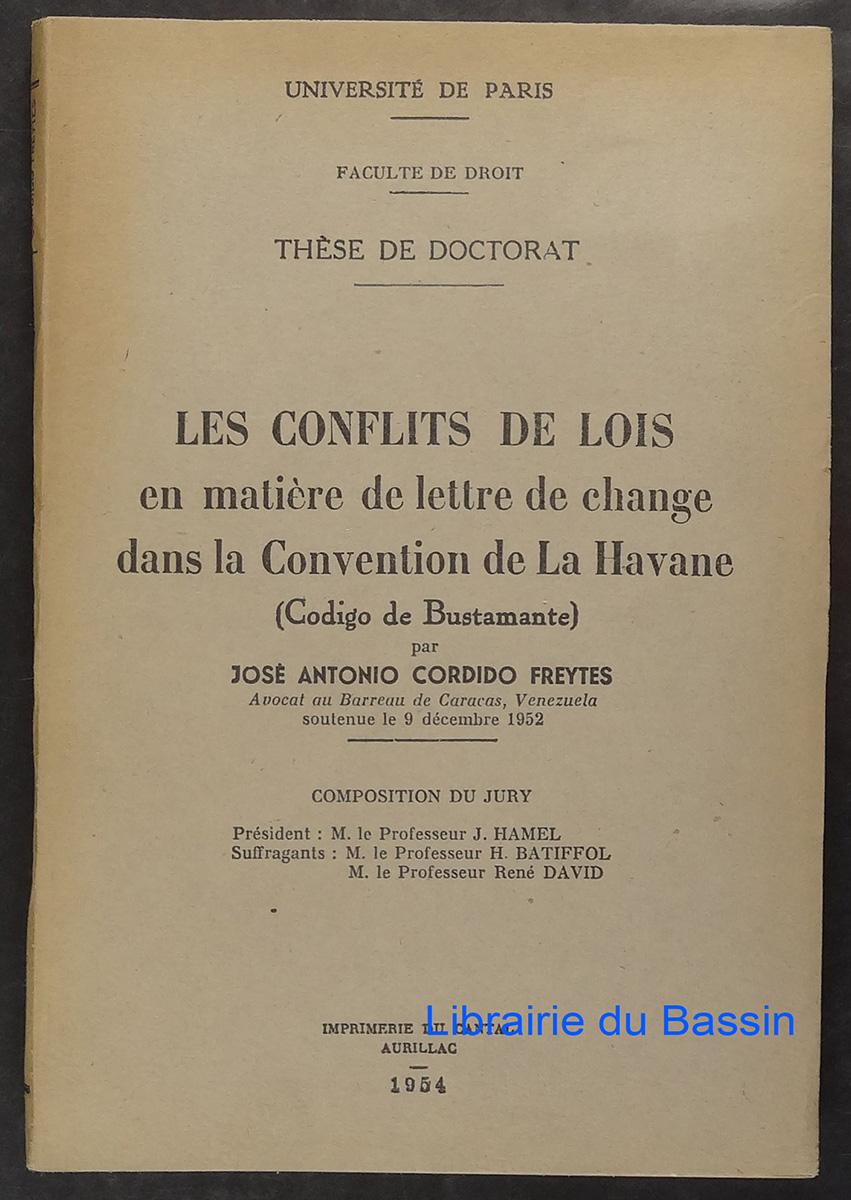 UNIVERSITÉ DE PARIS
FACULTE DE DROIT
THÈSE DE DOCTORAT
LES CONFLITS DE LOIS
en matière de lettre de change
dans la Convention de La Havane
(Codigo de Bustamante)
par
JOSÉ ANTONIO CORDIDO FREYTES
Avocat au Barreau de Caracas, Venezuela
soutenue le 9 décembre 1952
COMPOSITION DU JURY
Président : M. le Professeur J. HAMEL
Suffragants : M. le Professeur H. BATIFFOL
M. le Professeur René DAVID
IMPRIMERIE DU CANTAL
Librairie du Bassin
AURILLAC
1954